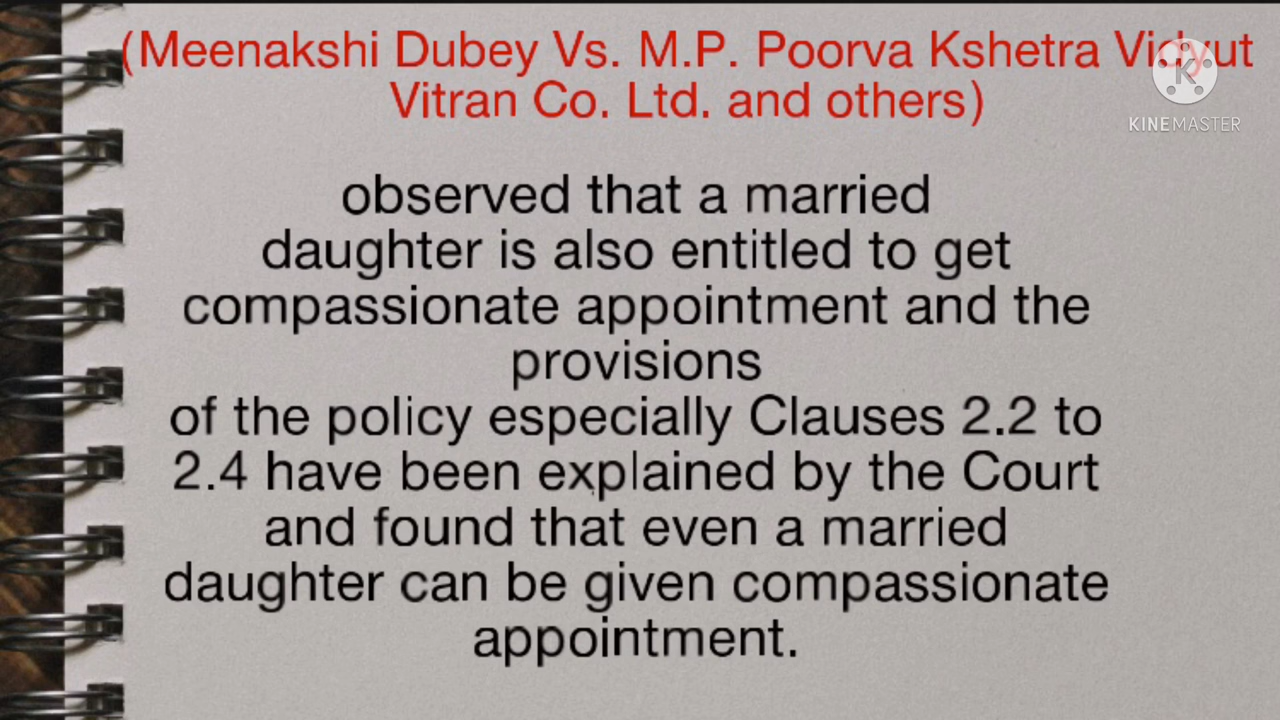 (Meenakshi Dubey Vs. M.P. Poorva Kshetra Vidyut
Vitran Co. Ltd. and others)
KINEMASTER
observed that a married
daughter is also entitled to get
compassionate appointment and the
provisions
of the policy especially Clauses 2.2 to
2.4 have been explained by the Court
and found that even a married
daughter can be given compassionate
appointment.